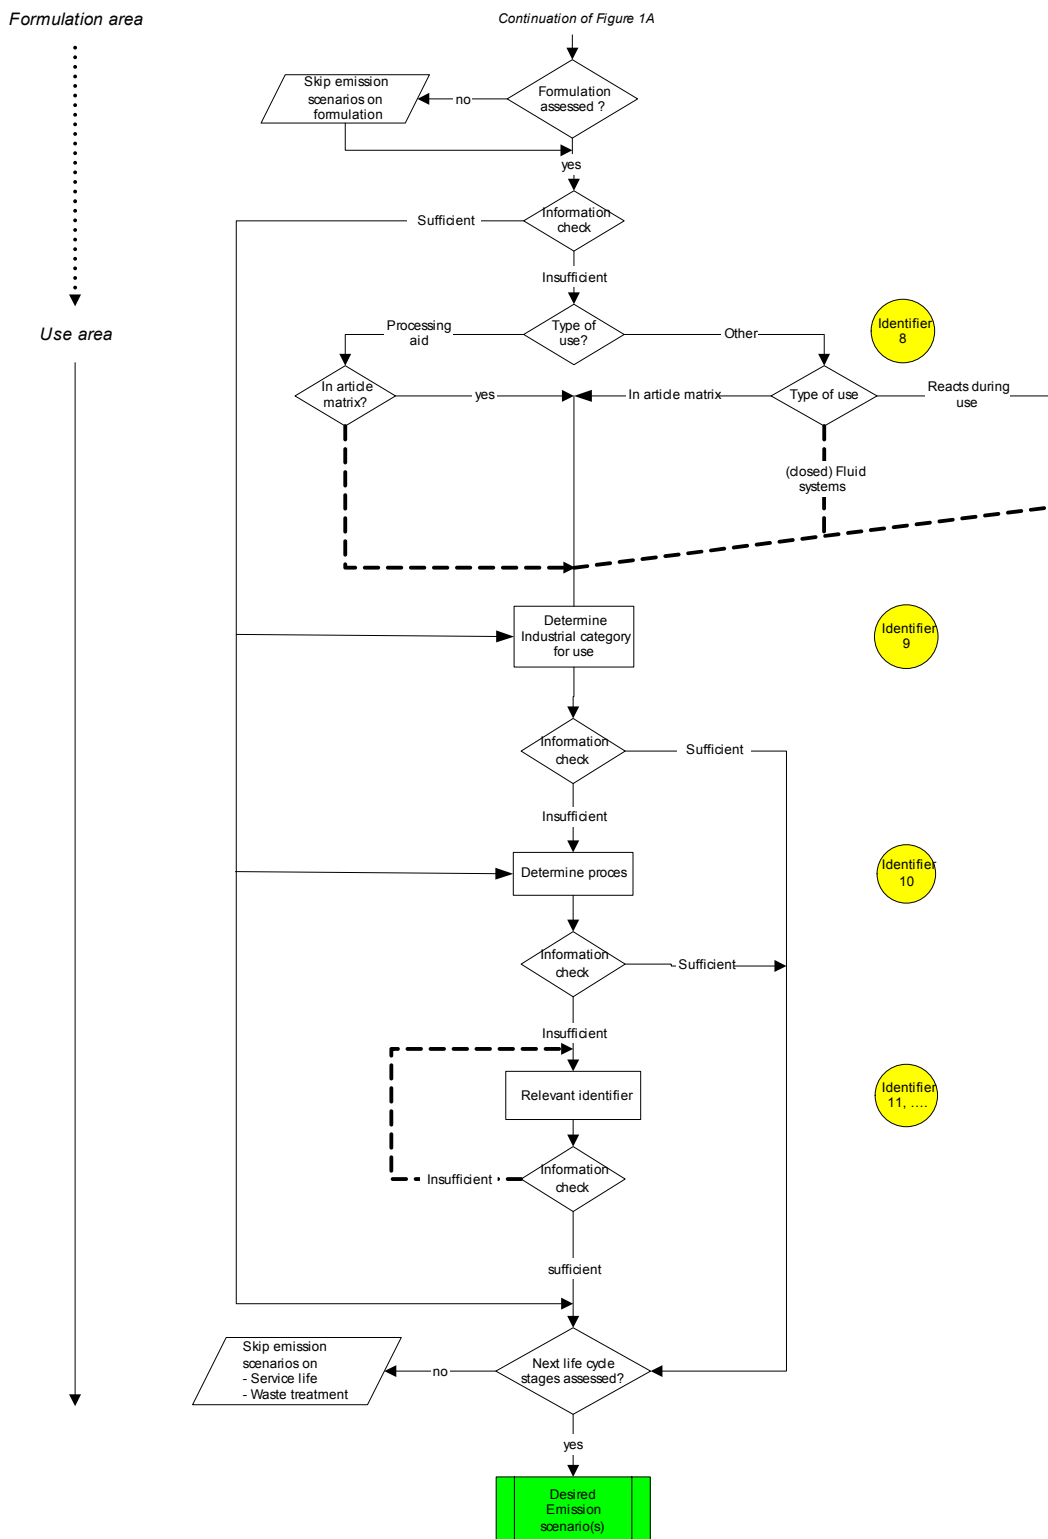 Formulation area
Continuation of Figure 1A
Skip emission
scenarios on
formulation
no
Formulation
assessed ?
yes
Sufficient
Information
check
Insufficient
Use area
Processing
aid
Type of
use?
Other
Identifier
8
In article
matrix?
yes
In article matrix
Type of use
Reacts during
use
(closed) Fluid
systems
Determine
Industrial category
for use
Identifier
9
Information
check
Sufficient
Insufficient
Determine proces
Identifier
10
Information
check
Sufficient
Insufficient
Relevant identifier
Identifier
11, ....
Insufficient
Information
check
sufficient
Skip emission
scenarios on
- Service life
- Waste treatment
no
Next life cycle
stages assessed?
yes
Desired
Emission
scenario(s)